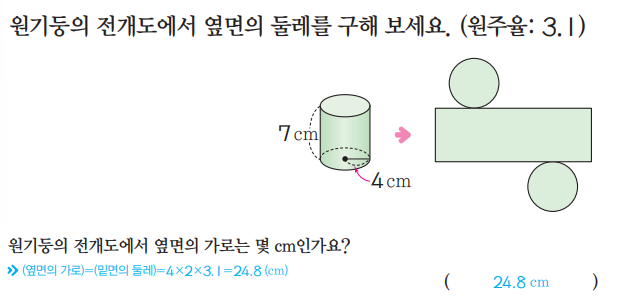 원기둥의 전개도에서 옆면의 둘레를 구해 보세요. (원주율: 3.1)
7 cm
4 cm
원기둥의 전개도에서 옆면의 가로는 몇 cm인가요?
(옆면의 가로)=(밑면의 둘레)=4×2×3.1=24.8 (cm)
( 24.8 cm )